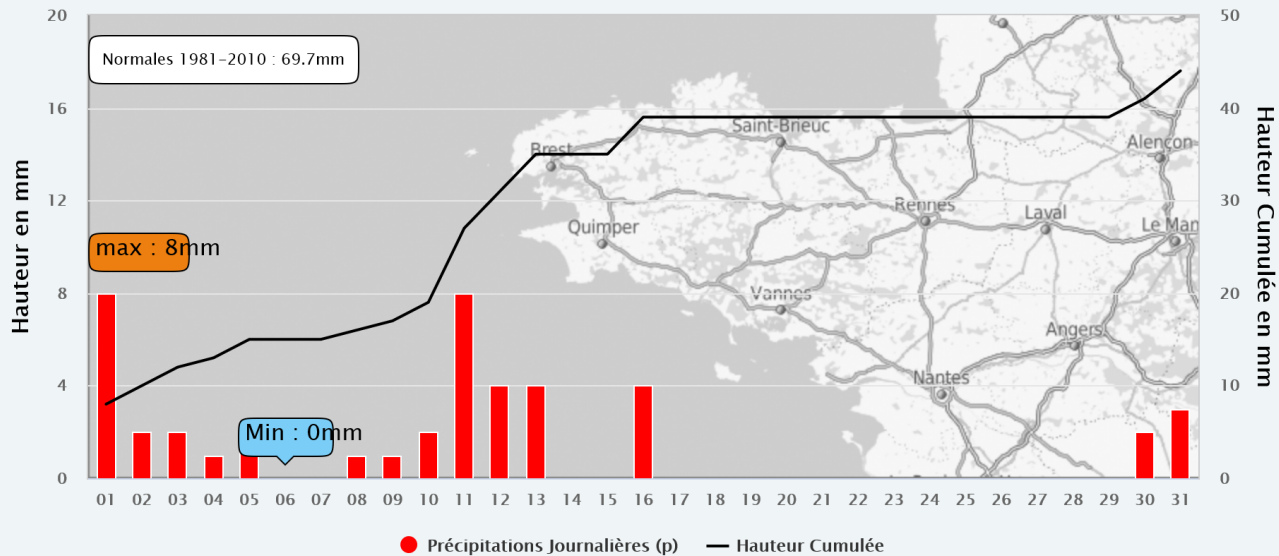 20
16
12
8
4
0
Hauteur en mm
Normales 1981-2010 : 69.7mm
max : 8mm
Min : 0mm
Brest
Saint-Brieuc
Alençon
Quimper
Rennes
Laval
Le Man
Vannes
Angers
Nantes
50
40
30
20
10
0
Hauteur Cumulée en mm
01 02 03 04 05 06 07 08 09 10 11 12 13 14 15 16 17 18 19 20 21 22 23 24 25 26 27 28 29 30 31
Précipitations Journalières (p) Hauteur Cumulée